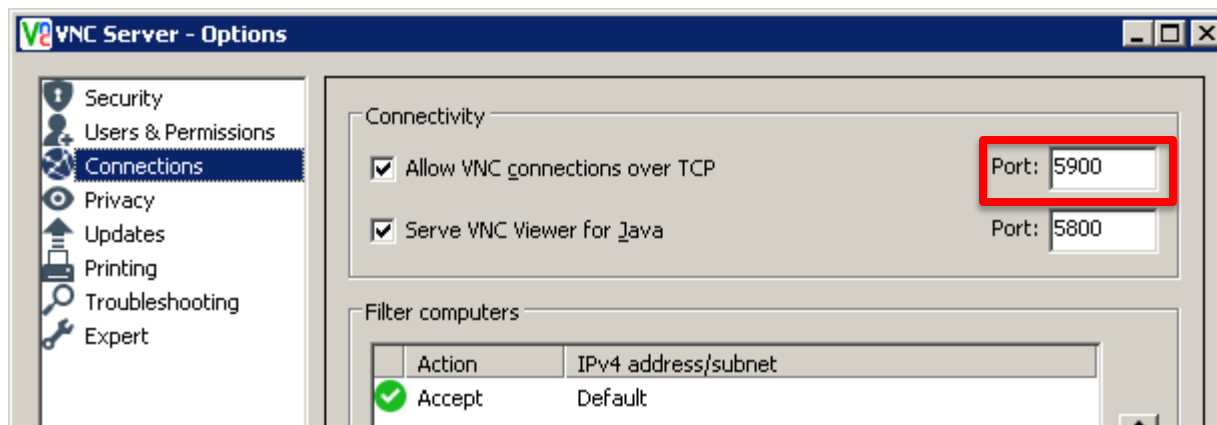 VNC Server - Options
Security
Users & Permissions
Connections
Privacy
Updates
Printing
Troubleshooting
Expert
Connectivity
Allow VNC connections over TCP Port: 5900
Serve VNC Viewer for Java Port: 5800
Filter computers
Action IPv4 address/subnet
Accept Default